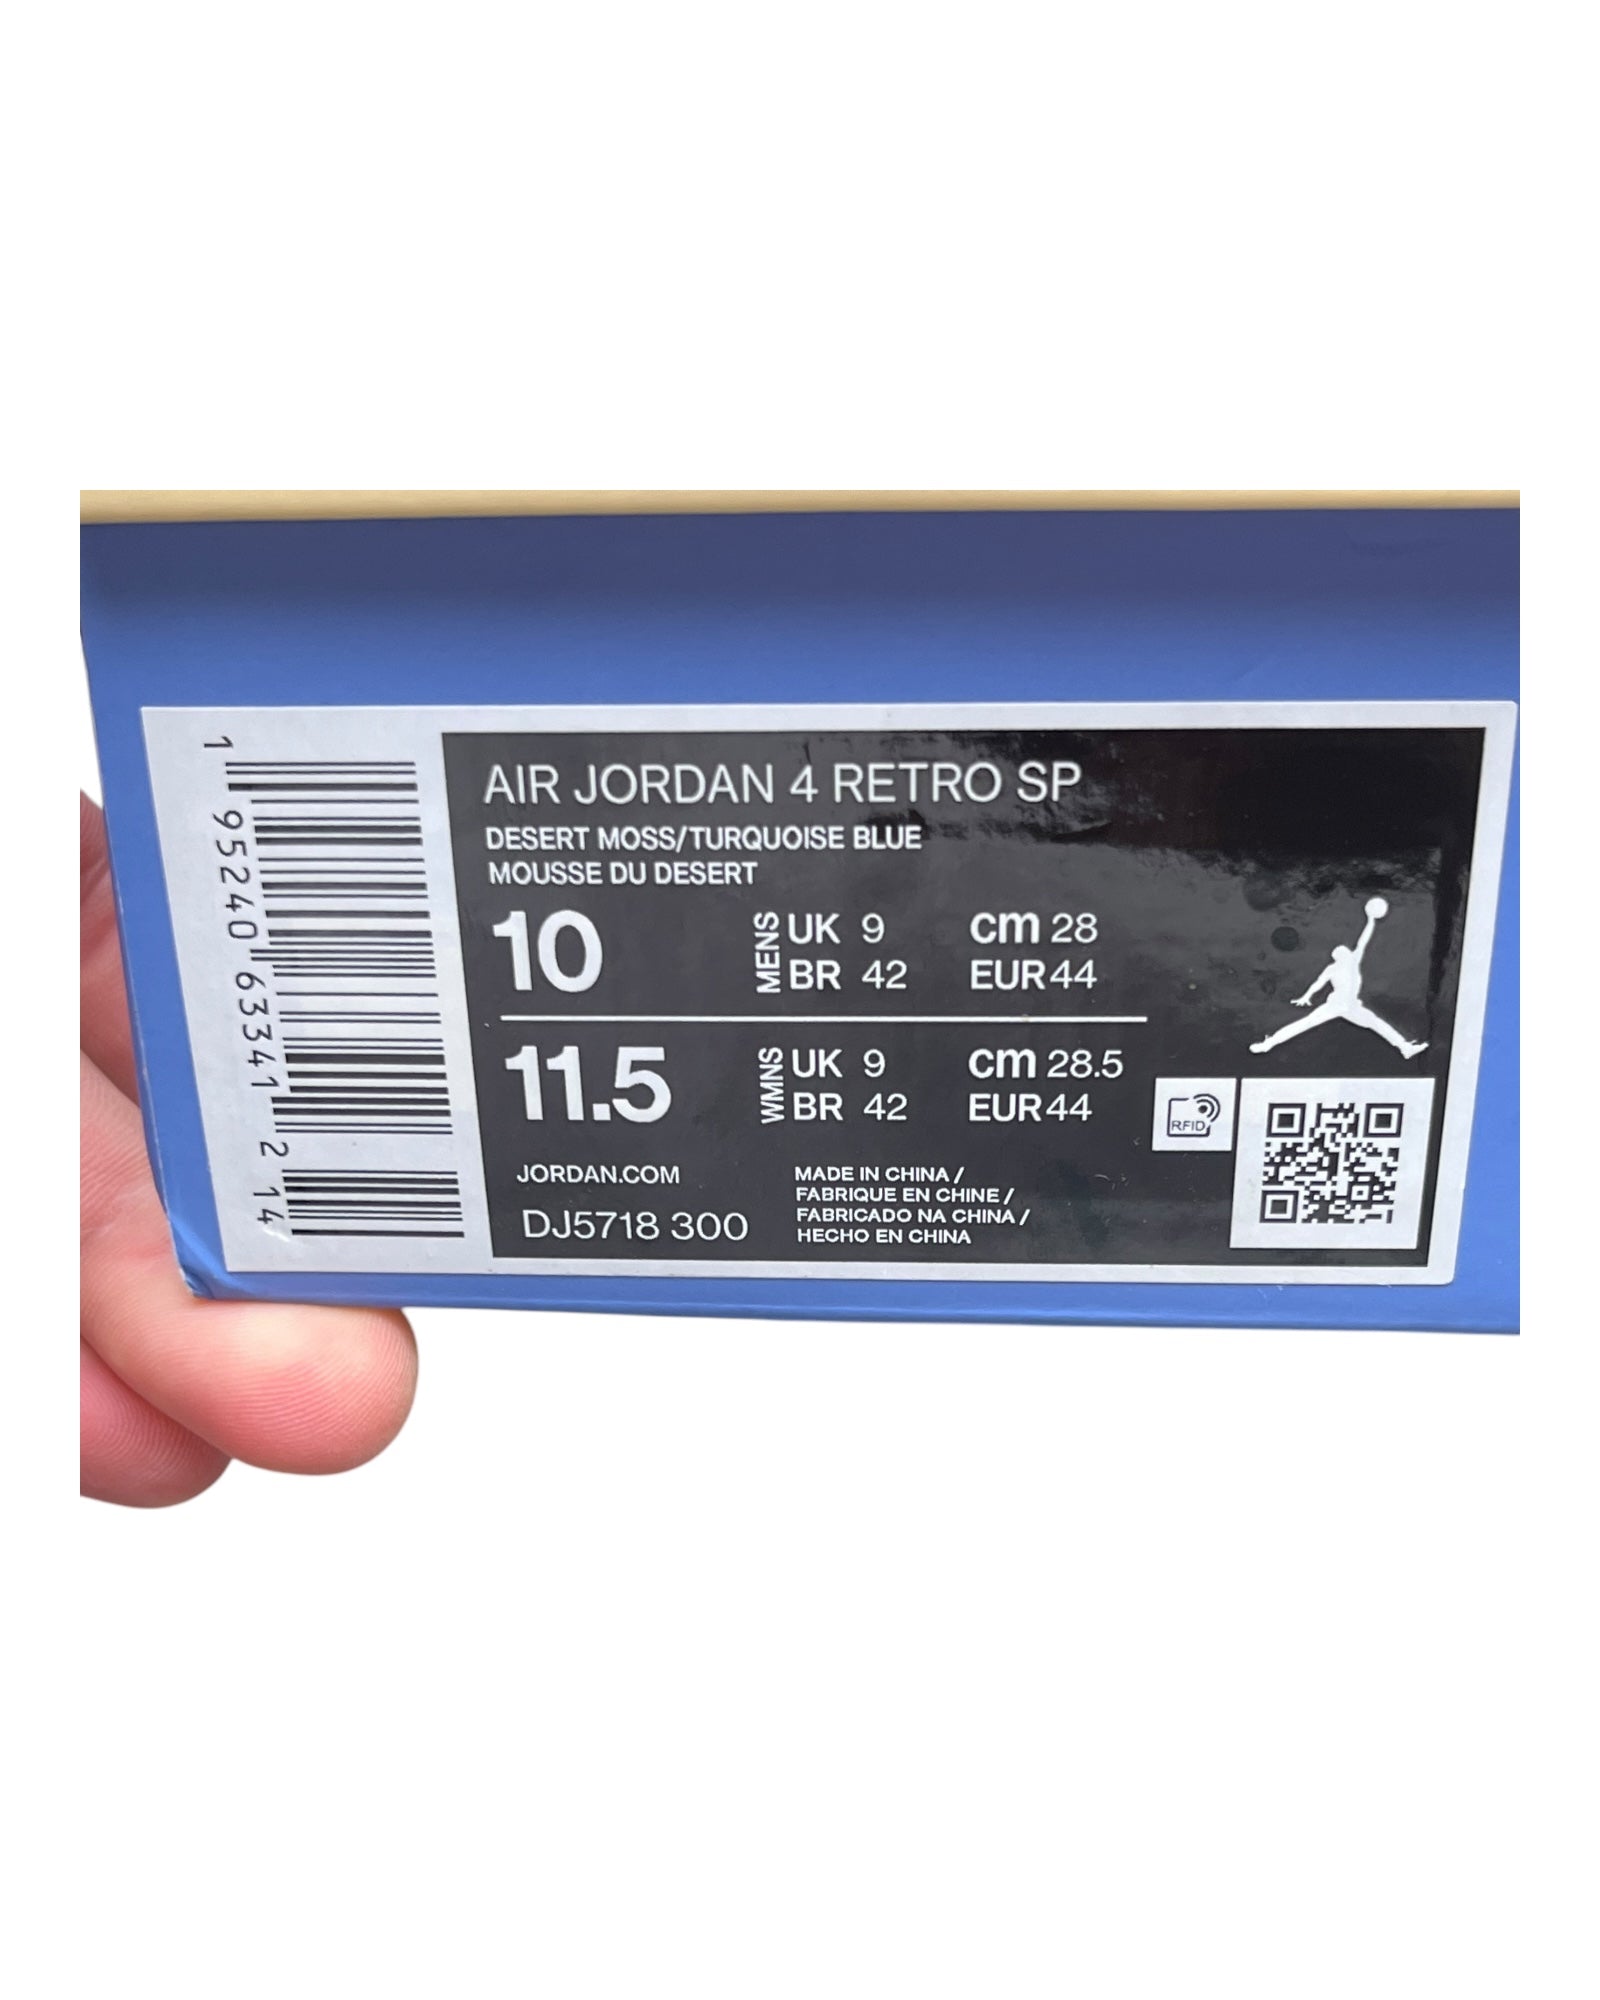 AIR JORDAN 4 RETRO SP
DESERT MOSS/TURQUOISE BLUE
MOUSSE DU DESERT
10 MENS UK 9 cm 28
BR 42 EUR 44
11.5 WMNS UK 9 cm 28.5
BR 42 EUR 44
JORDAN.COM
DJ5718 300
MADE IN CHINA /
FABRIQUE EN CHINE /
FABRICADO NA CHINA /
HECHO EN CHINA
RFID
1 95240 63341 2 14